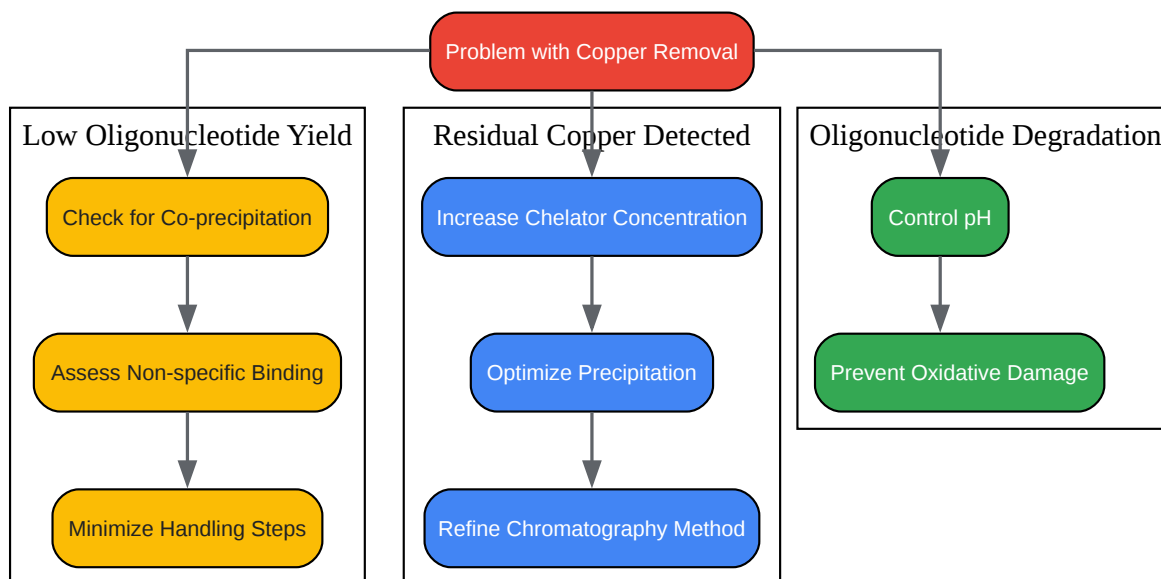 Problem with Copper Removal
Low Oligonucleotide Yield
Check for Co-precipitation
Assess Non-specific Binding
Minimize Handling Steps
Residual Copper Detected
Increase Chelator Concentration
Optimize Precipitation
Refine Chromatography Method
Oligonucleotide Degradation
Control pH
Prevent Oxidative Damage